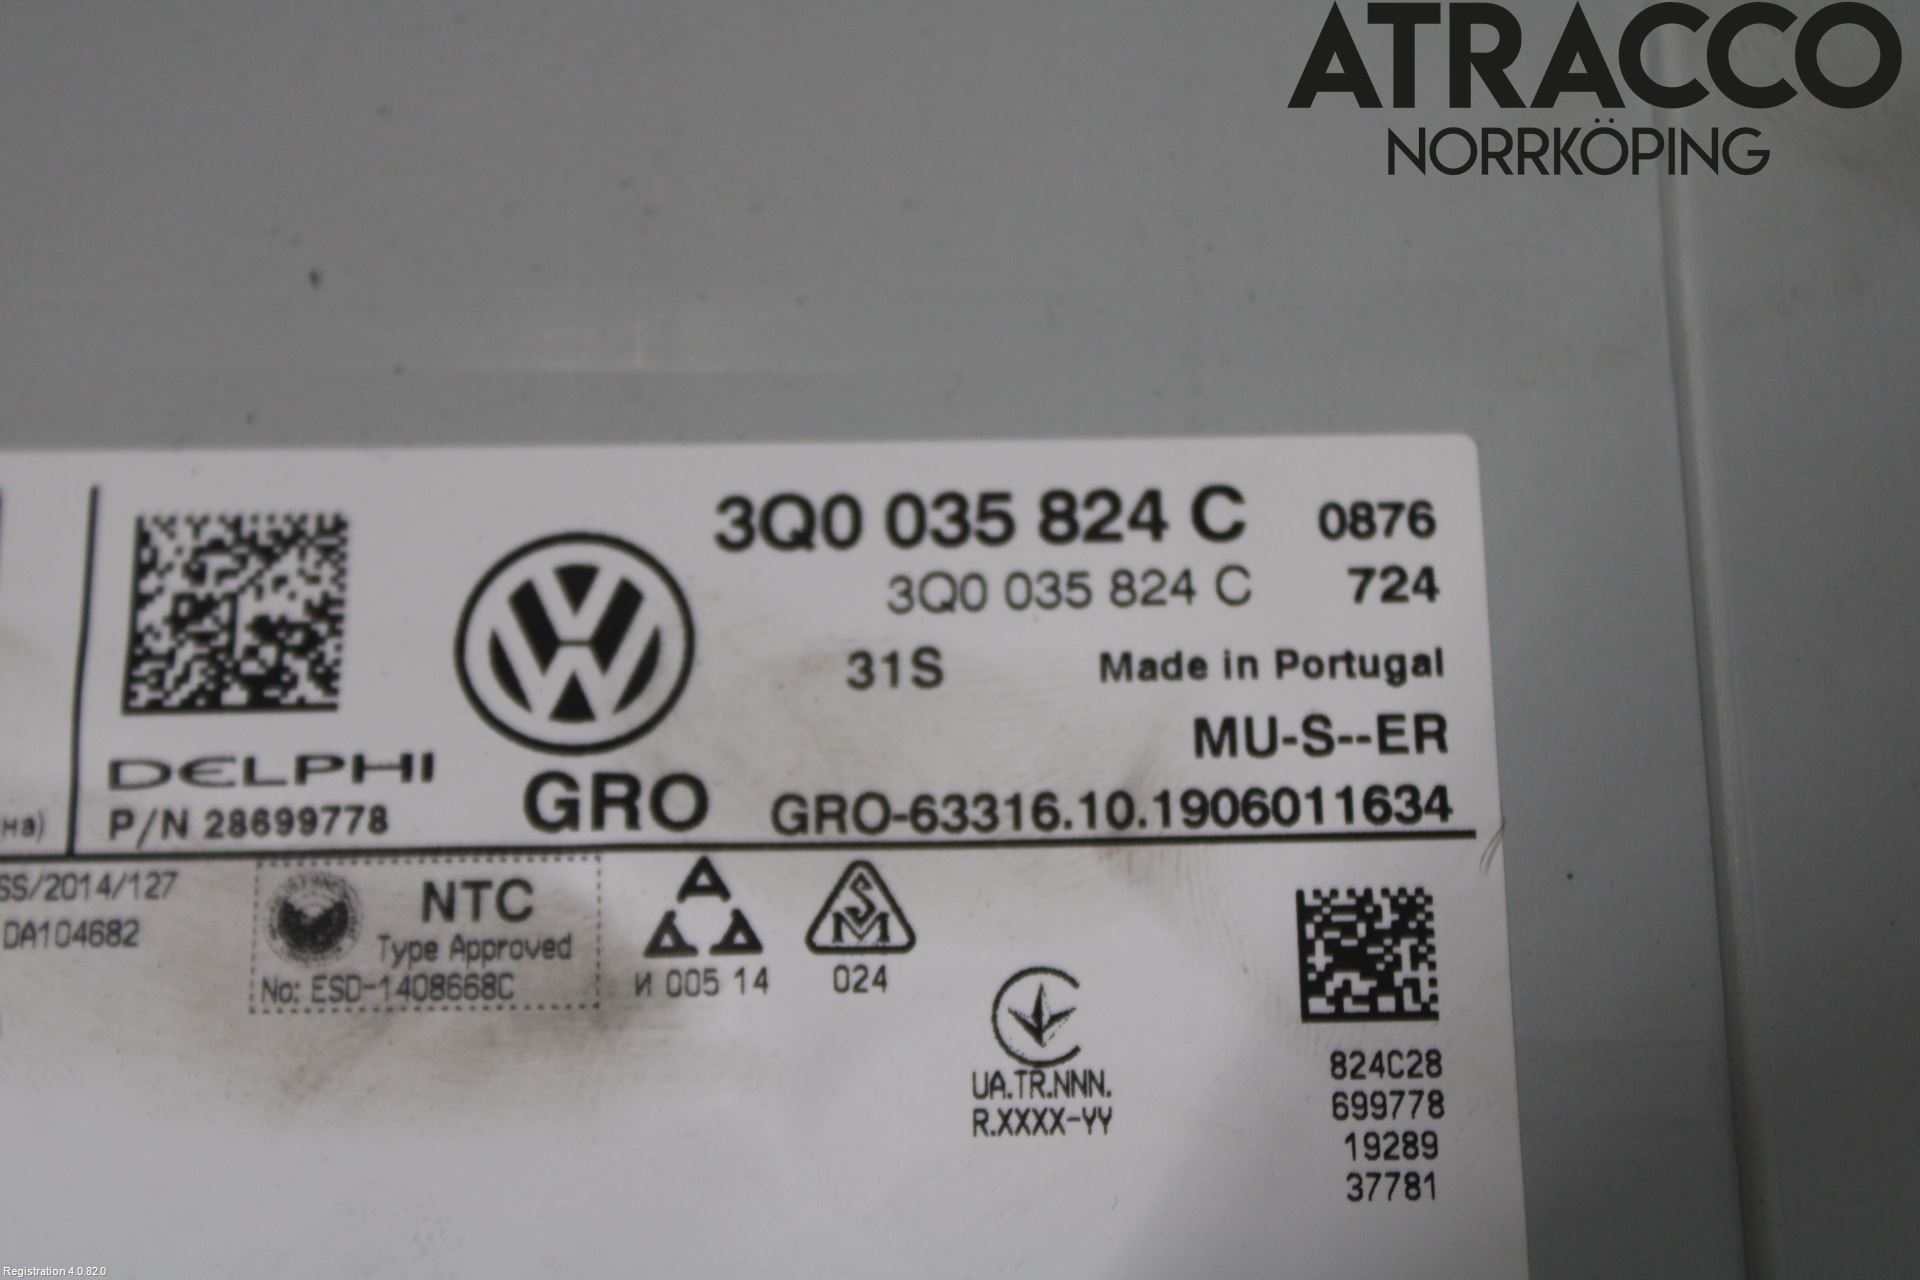 ATRACCO
NORRKÖPING
3Q0 035 824 C 0876
3Q0 035 824 C 724
31S Made in Portugal
MU-S--ER
DELPHI
P/N 28699778
GRO GRO-63316.10.1906011634
SS/2014/127
DA104682
NTC
Type Approved
No: ESD-1408668C
И 005 14
S
M
024
UA.TR.NNN.
R.XXXX-YY
824C28
699778
19289
37781
Registration 4.0.82.0